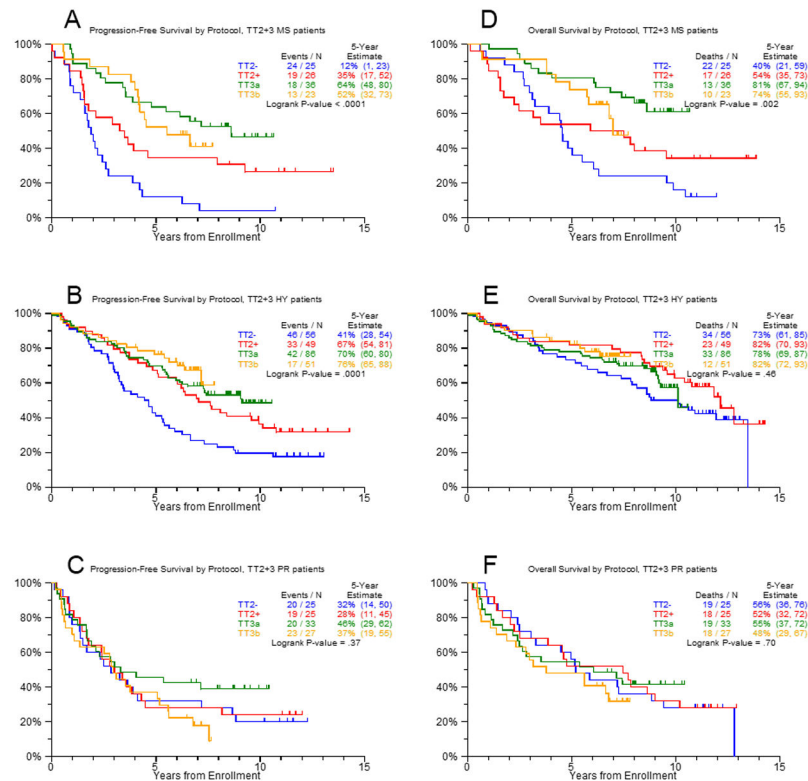 A
Progression-Free Survival by Protocol, TT2+3 MS patients
5-Year
Events / N Estimate
TT2- 24 / 25 12% (1, 23)
TT2+ 19 / 26 35% (17, 52)
TT3a 18 / 36 64% (48, 80)
TT3b 13 / 23 52% (32, 73)
Logrank P-value < .0001
100%
80%
60%
40%
20%
0%
0 5 10 15
Years from Enrollment
D
Overall Survival by Protocol, TT2+3 MS patients
5-Year
Deaths / N Estimate
TT2- 22 / 25 40% (21, 59)
TT2+ 17 / 26 54% (35, 73)
TT3a 13 / 36 81% (67, 94)
TT3b 10 / 23 74% (55, 93)
Logrank P-value = .002
100%
80%
60%
40%
20%
0%
0 5 10 15
Years from Enrollment
B
Progression-Free Survival by Protocol, TT2+3 HY patients
5-Year
Events / N Estimate
TT2- 46 / 56 41% (28, 54)
TT2+ 33 / 49 67% (54, 81)
TT3a 42 / 86 70% (60, 80)
TT3b 17 / 51 76% (65, 88)
Logrank P-value = .0001
100%
80%
60%
40%
20%
0%
0 5 10 15
Years from Enrollment
E
Overall Survival by Protocol, TT2+3 HY patients
5-Year
Deaths / N Estimate
TT2- 34 / 56 73% (61, 85)
TT2+ 23 / 49 82% (70, 93)
TT3a 33 / 86 78% (69, 87)
TT3b 12 / 51 82% (72, 93)
Logrank P-value = .46
100%
80%
60%
40%
20%
0%
0 5 10 15
Years from Enrollment
C
Progression-Free Survival by Protocol, TT2+3 PR patients
5-Year
Events / N Estimate
TT2- 20 / 25 32% (14, 50)
TT2+ 19 / 25 28% (11, 45)
TT3a 20 / 33 46% (29, 62)
TT3b 23 / 27 37% (19, 55)
Logrank P-value = .37
100%
80%
60%
40%
20%
0%
0 5 10 15
Years from Enrollment
F
Overall Survival by Protocol, TT2+3 PR patients
5-Year
Deaths / N Estimate
TT2- 19 / 25 56% (36, 76)
TT2+ 18 / 25 52% (32, 72)
TT3a 19 / 33 55% (37, 72)
TT3b 18 / 27 48% (29, 67)
Logrank P-value = .70
100%
80%
60%
40%
20%
0%
0 5 10 15
Years from Enrollment